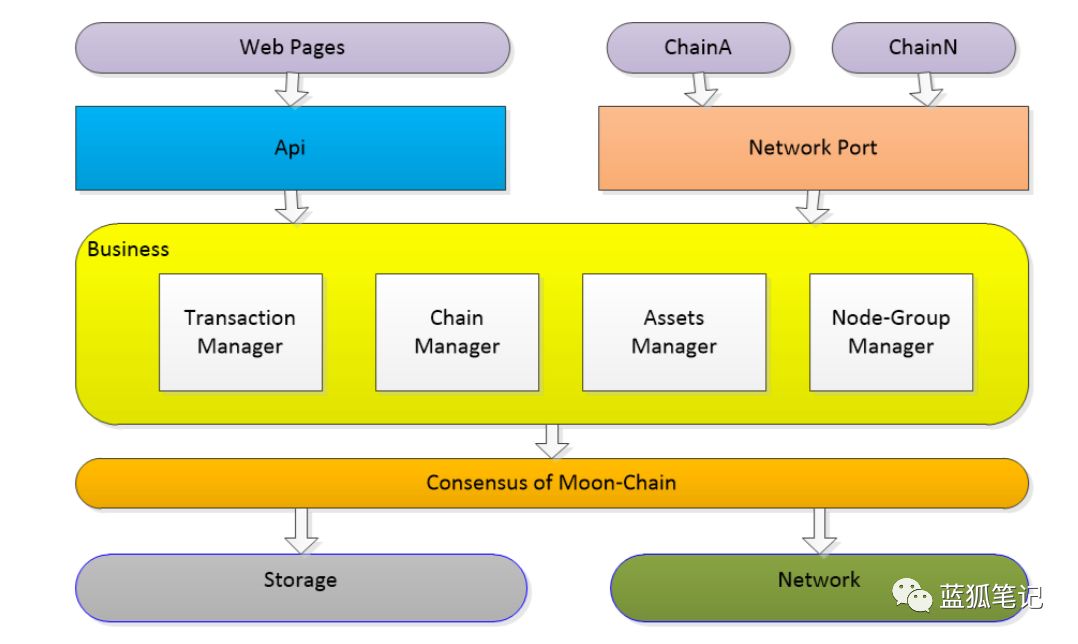 Web Pages
ChainA
ChainN
Api
Network Port
Business
Transaction
Manager
Chain
Manager
Assets
Manager
Node-Group
Manager
Consensus of Moon-Chain
Storage
Network
蓝狐笔记